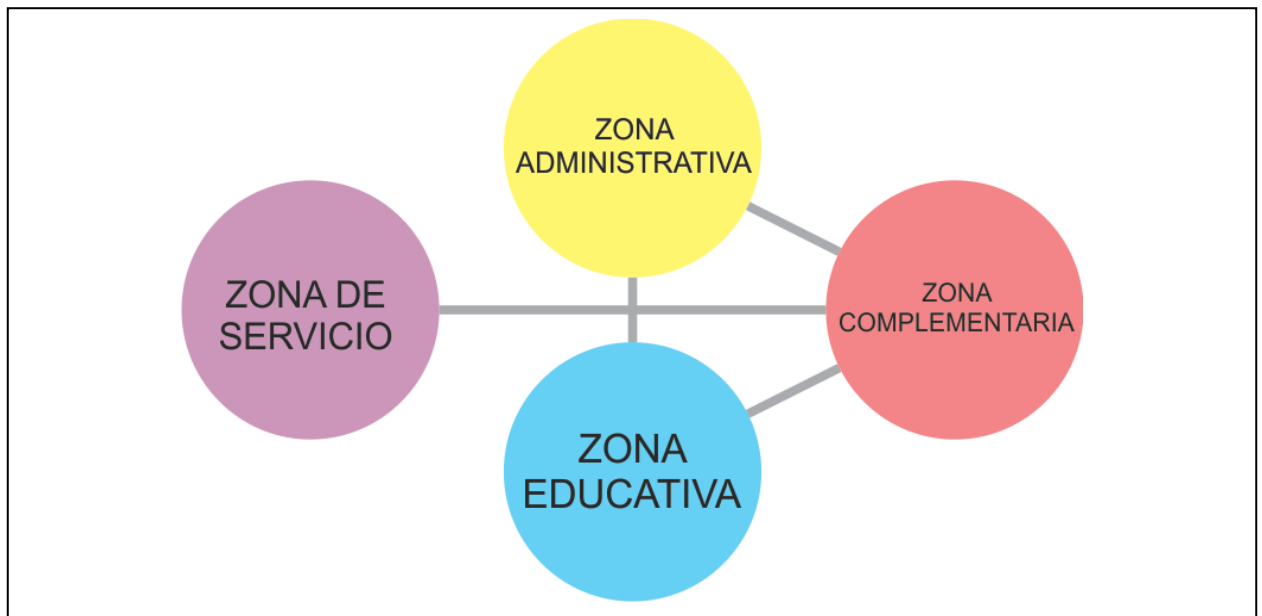 ZONA
ADMINISTRATIVA
ZONA DE
SERVICIO
ZONA
COMPLEMENTARIA
ZONA
EDUCATIVA